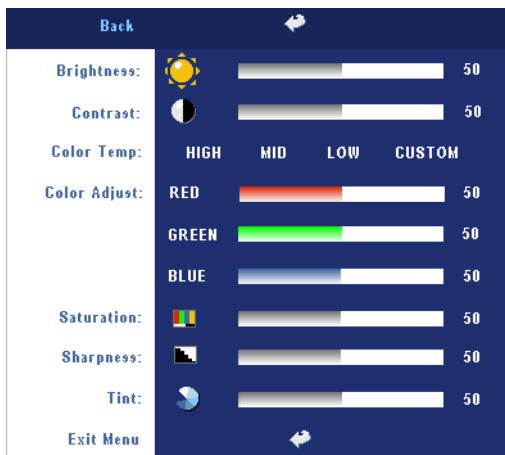 Back
Brightness: 50
Contrast: 50
Color Temp: HIGH MID LOW CUSTOM
Color Adjust: RED 50
GREEN 50
BLUE 50
Saturation: 50
Sharpness: 50
Tint: 50
Exit Menu